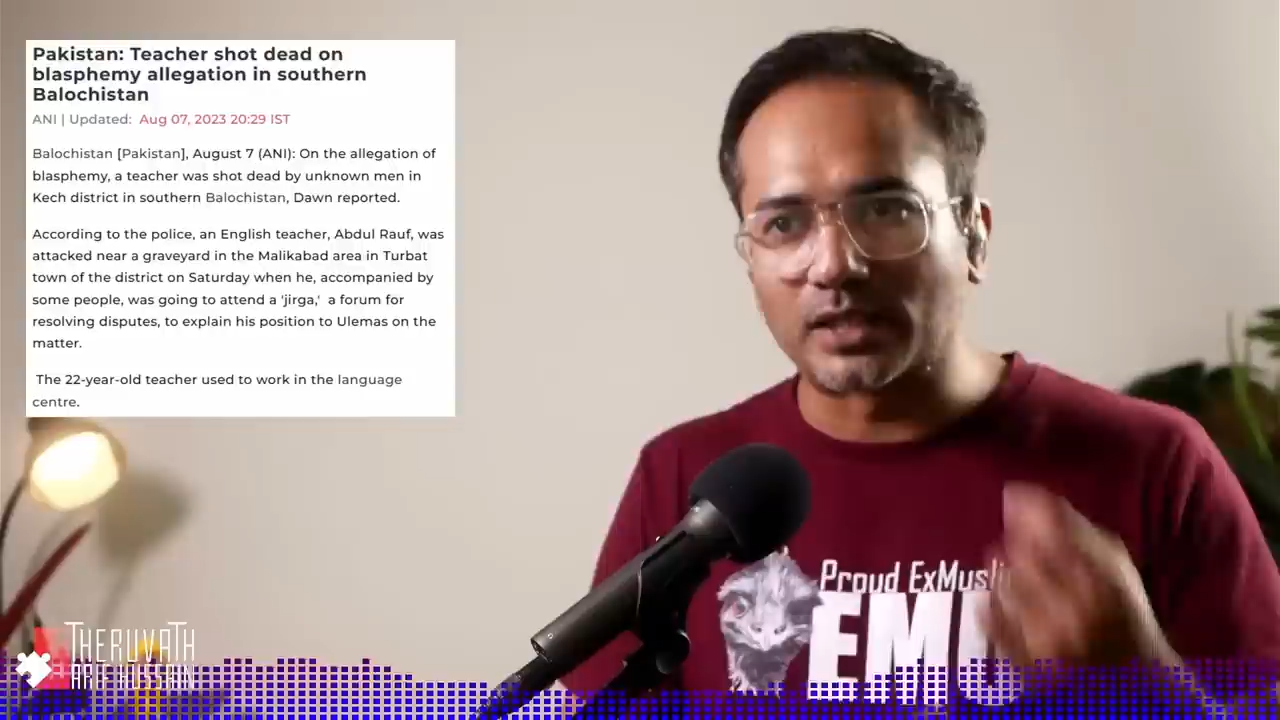 Pakistan: Teacher shot dead on
blasphemy allegation in southern
Balochistan
ANI | Updated: Aug 07, 2023 20:29 IST
Balochistan [Pakistan], August 7 (ANI): On the allegation of
blasphemy, a teacher was shot dead by unknown men in
Kech district in southern Balochistan, Dawn reported.
According to the police, an English teacher, Abdul Rauf, was
attacked near a graveyard in the Malikabad area in Turbat
town of the district on Saturday when he, accompanied by
some people, was going to attend a 'jirga,' a forum for
resolving disputes, to explain his position to Ulemas on the
matter.
The 22-year-old teacher used to work in the language
centre.
Proud ExMusli
EMU
THERUVATH
ARIF HUSSAIN